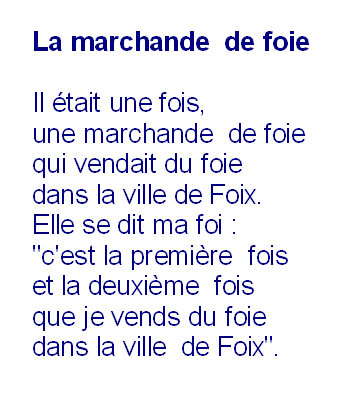 La marchande  de foie
Il était une fois,
une marchande  de foie
qui vendait du foie
dans la ville de Foix.
Elle se dit ma foi :
"c'est la première  fois
et la deuxième  fois
que je vends du foie
dans la ville  de Foix".